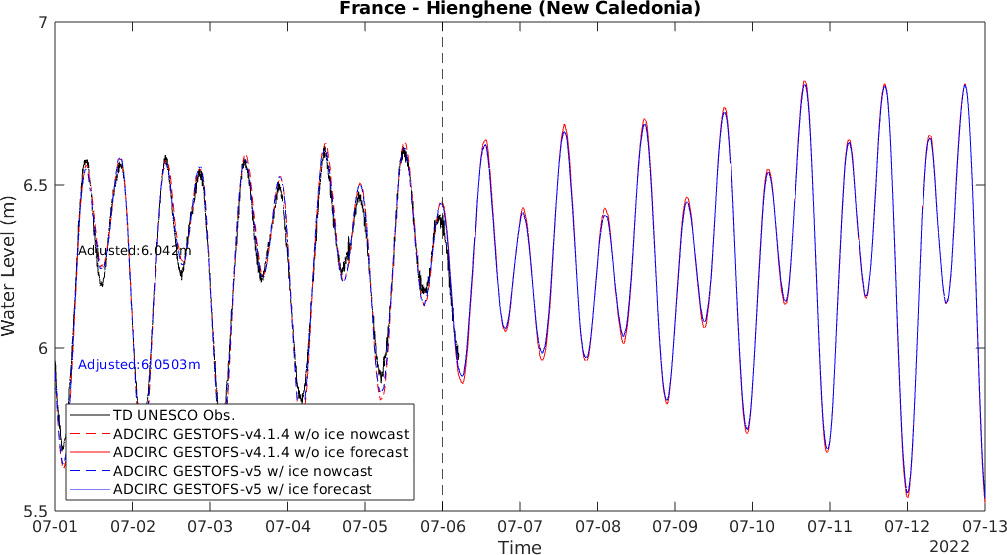 France - Hienghene (New Caledonia)
7
6.5
6
5.5
Water Level (m)
Adjusted:6.042m
Adjusted:6.0503m
TD UNESCO Obs.
ADCIRC GESTOFS-v4.1.4 w/o ice nowcast
ADCIRC GESTOFS-v4.1.4 w/o ice forecast
ADCIRC GESTOFS-v5 w/ ice nowcast
ADCIRC GESTOFS-v5 w/ ice forecast
07-01 07-02 07-03 07-04 07-05 07-06 07-07 07-08 07-09 07-10 07-11 07-12 07-13
Time
2022